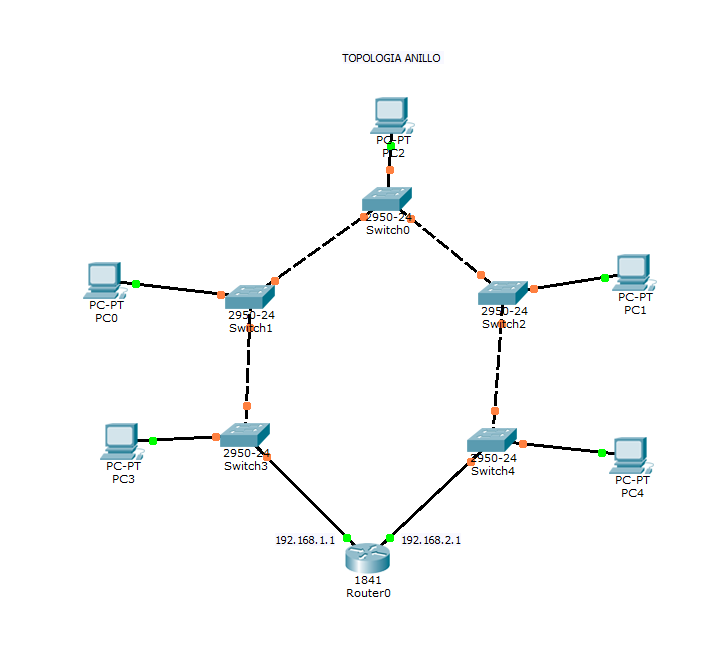 TOPOLOGIA ANILLO
PC-PT
PC2
2950-24
Switch0
PC-PT
PC0
2950-24
Switch1
2950-24
Switch2
PC-PT
PC1
PC-PT
PC3
2950-24
Switch3
2950-24
Switch4
PC-PT
PC4
192.168.1.1
192.168.2.1
1841
Router0